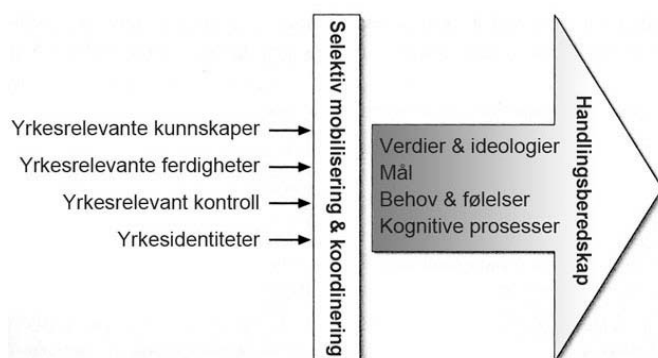 Yrkesrelevante kunnskaper
Yrkesrelevante ferdigheter
Yrkesrelevant kontroll
Yrkesidentiteter
Selektiv mobilisering & koordinering
Verdier & ideologier
Mål
Behov & følelser
Kognitive prosesser
Handlingsberedskap